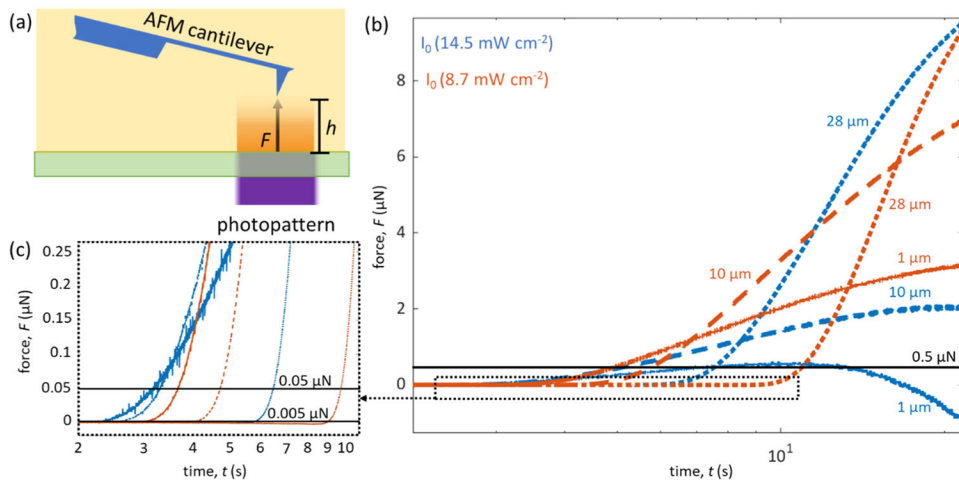 (a)
AFM cantilever
F
h
photopattern
(b)
I₀ (14.5 mW cm⁻²)
I₀ (8.7 mW cm⁻²)
force, F (µN)
8
6
4
2
0
28 µm
28 µm
10 µm
1 µm
10 µm
0.5 µN
1 µm
10¹
time, t (s)
(c)
force, F (µN)
0.25
0.2
0.15
0.1
0.05
0
0.05 µN
0.005 µN
2 3 4 5 6 7 8 9 10
time, t (s)